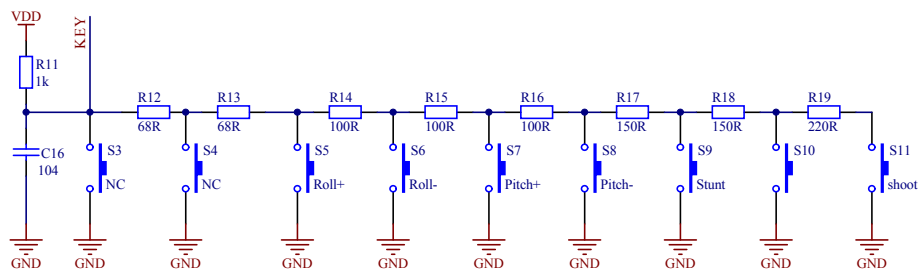 VDD
KEY
R11
1k
R12
R13
R14
R15
R16
R17
R18
R19
68R
68R
100R
100R
100R
150R
150R
220R
C16
104
S3
NC
S4
NC
S5
Roll+
S6
Roll-
S7
Pitch+
S8
Pitch-
S9
Stunt
S10
S11
shoot
GND
GND
GND
GND
GND
GND
GND
GND
GND
GND